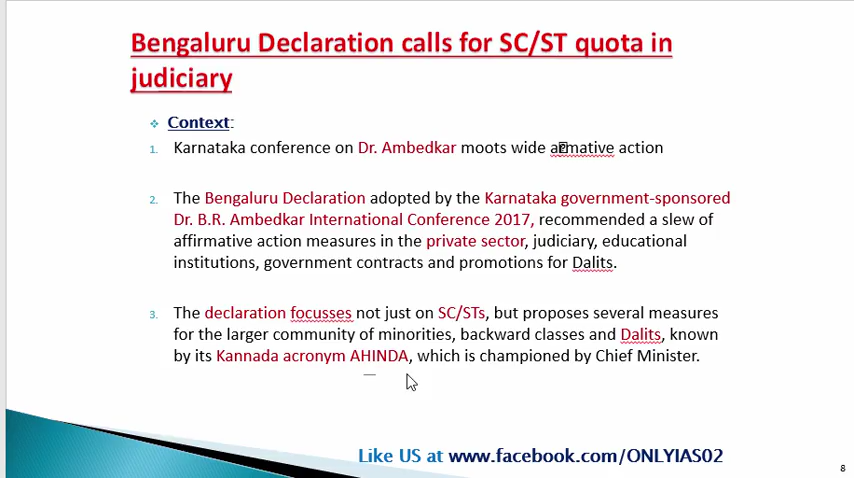 Bengaluru Declaration calls for SC/ST quota in
judiciary
❖ Context:
1. Karnataka conference on Dr. Ambedkar moots wide action
2. The Bengaluru Declaration adopted by the Karnataka government-sponsored
Dr. B.R. Ambedkar International Conference 2017, recommended a slew of
affirmative action measures in the private sector, judiciary, educational
institutions, government contracts and promotions for Dalits.
3. The declaration focusses not just on SC/STs, but proposes several measures
for the larger community of minorities, backward classes and Dalits, known
by its Kannada acronym AHINDA, which is championed by Chief Minister.
Like US at www.facebook.com/ONLYIAS02
8